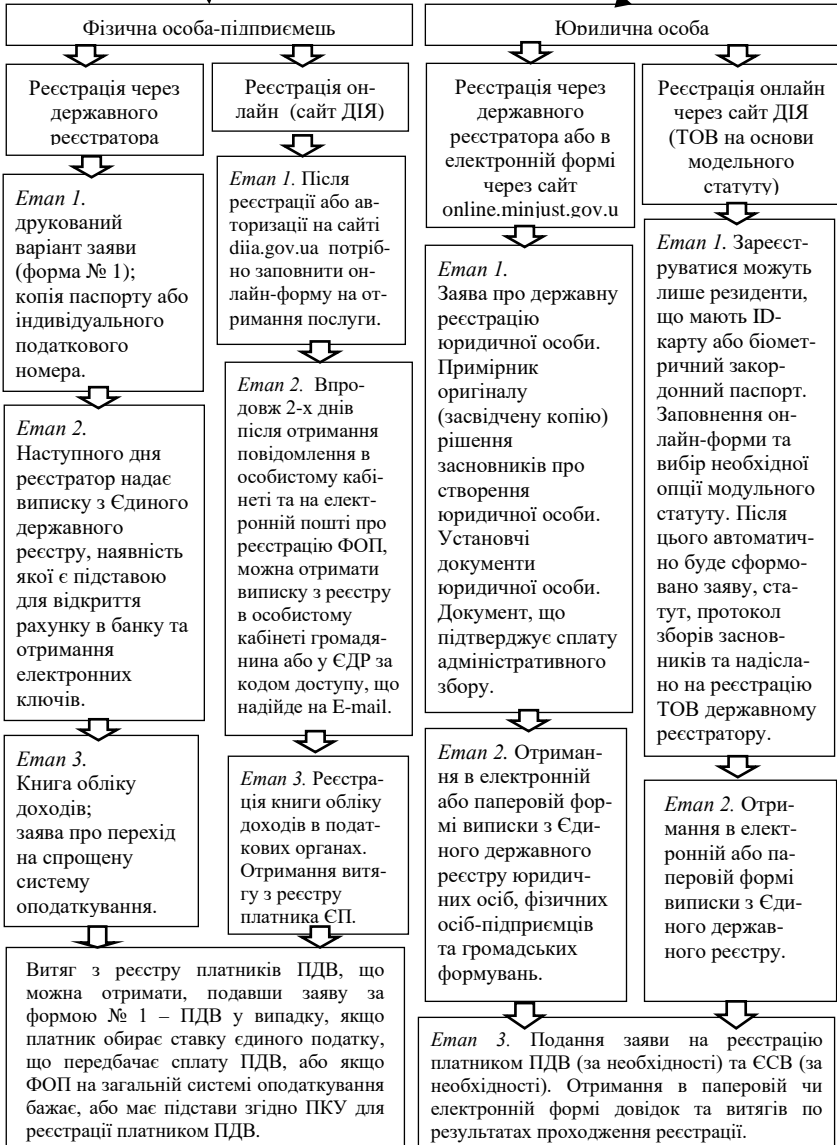 Фізична особа-підприємець
Реєстрація через
державного
реєстратора
Етап 1.
друкований
варіант заяви
(форма № 1);
копія паспорту або
індивідуального
податкового
номера.
Етап 2.
Наступного дня
реєстратор надає
виписку з Єдиного
державного
реєстру, наявність
якої є підставою
для відкриття
рахунку в банку та
отримання
електронних
ключів.
Етап 3.
Книга обліку
доходів;
заява про перехід
на спрощену
систему
оподаткування.
Реєстрація он-
лайн (сайт ДІЯ)
Етап 1. Після
реєстрації або ав-
торизації на сайті
diia.gov.ua потріб-
но заповнити он-
лайн-форму на от-
римання послуги.
Етап 2. Впро-
довж 2-х днів
після отримання
повідомлення в
особистому кабі-
неті та на елект-
ронній пошті про
реєстрацію ФОП,
можна отримати
виписку з реєстру
в особистому
кабінеті громадя-
нина або у ЄДР за
кодом доступу, що
надійде на E-mail.
Етап 3. Реєстра-
ція книги обліку
доходів в подат-
кових органах.
Отримання витя-
гу з реєстру
платника ЄП.
Витяг з реєстру платників ПДВ, що
можна отримати, подавши заяву за
формою № 1 – ПДВ у випадку, якщо
платник обирає ставку єдиного податку,
що передбачає сплату ПДВ, або якщо
ФОП на загальній системі оподаткування
бажає, або має підстави згідно ПКУ для
реєстрації платником ПДВ.
Юридична особа
Реєстрація через
державного
реєстратора або в
електронній формі
через сайт
online.minjust.gov.u
Етап 1.
Заява про державну
реєстрацію
юридичної особи.
Примірник
оригіналу
(засвідчену копію)
рішення
засновників про
створення
юридичної особи.
Установчі
документи
юридичної особи.
Документ, що
підтверджує сплату
адміністративного
збору.
Етап 2. Отриман-
ня в електронній
або паперовій фор-
мі виписки з Єди-
ного державного
реєстру юридич-
них осіб, фізичних
осіб-підприємців
та громадських
формувань.
Реєстрація онлайн
через сайт ДІЯ
(ТОВ на основи
модельного
статуту)
Етап 1. Зареєст-
руватися можуть
лише резиденти,
що мають ID-
карту або біомет-
ричний закор-
донний паспорт.
Заповнення он-
лайн-форми та
вибір необхідної
опції модульного
статуту. Після
цього автоматич-
но буде сформо-
вано заяву, ста-
тут, протокол
зборів заснов-
ників та надісла-
но на реєстрацію
ТОВ державному
реєстратору.
Етап 2. Отри-
мання в елект-
ронній або па-
перовій формі
виписки з Єди-
ного держав-
ного реєстру.
Етап 3. Подання заяви на реєстрацію
платником ПДВ (за необхідності) та ЄСВ (за
необхідності). Отримання в паперовій чи
електронній формі довідок та витягів по
результатах проходження реєстрації.